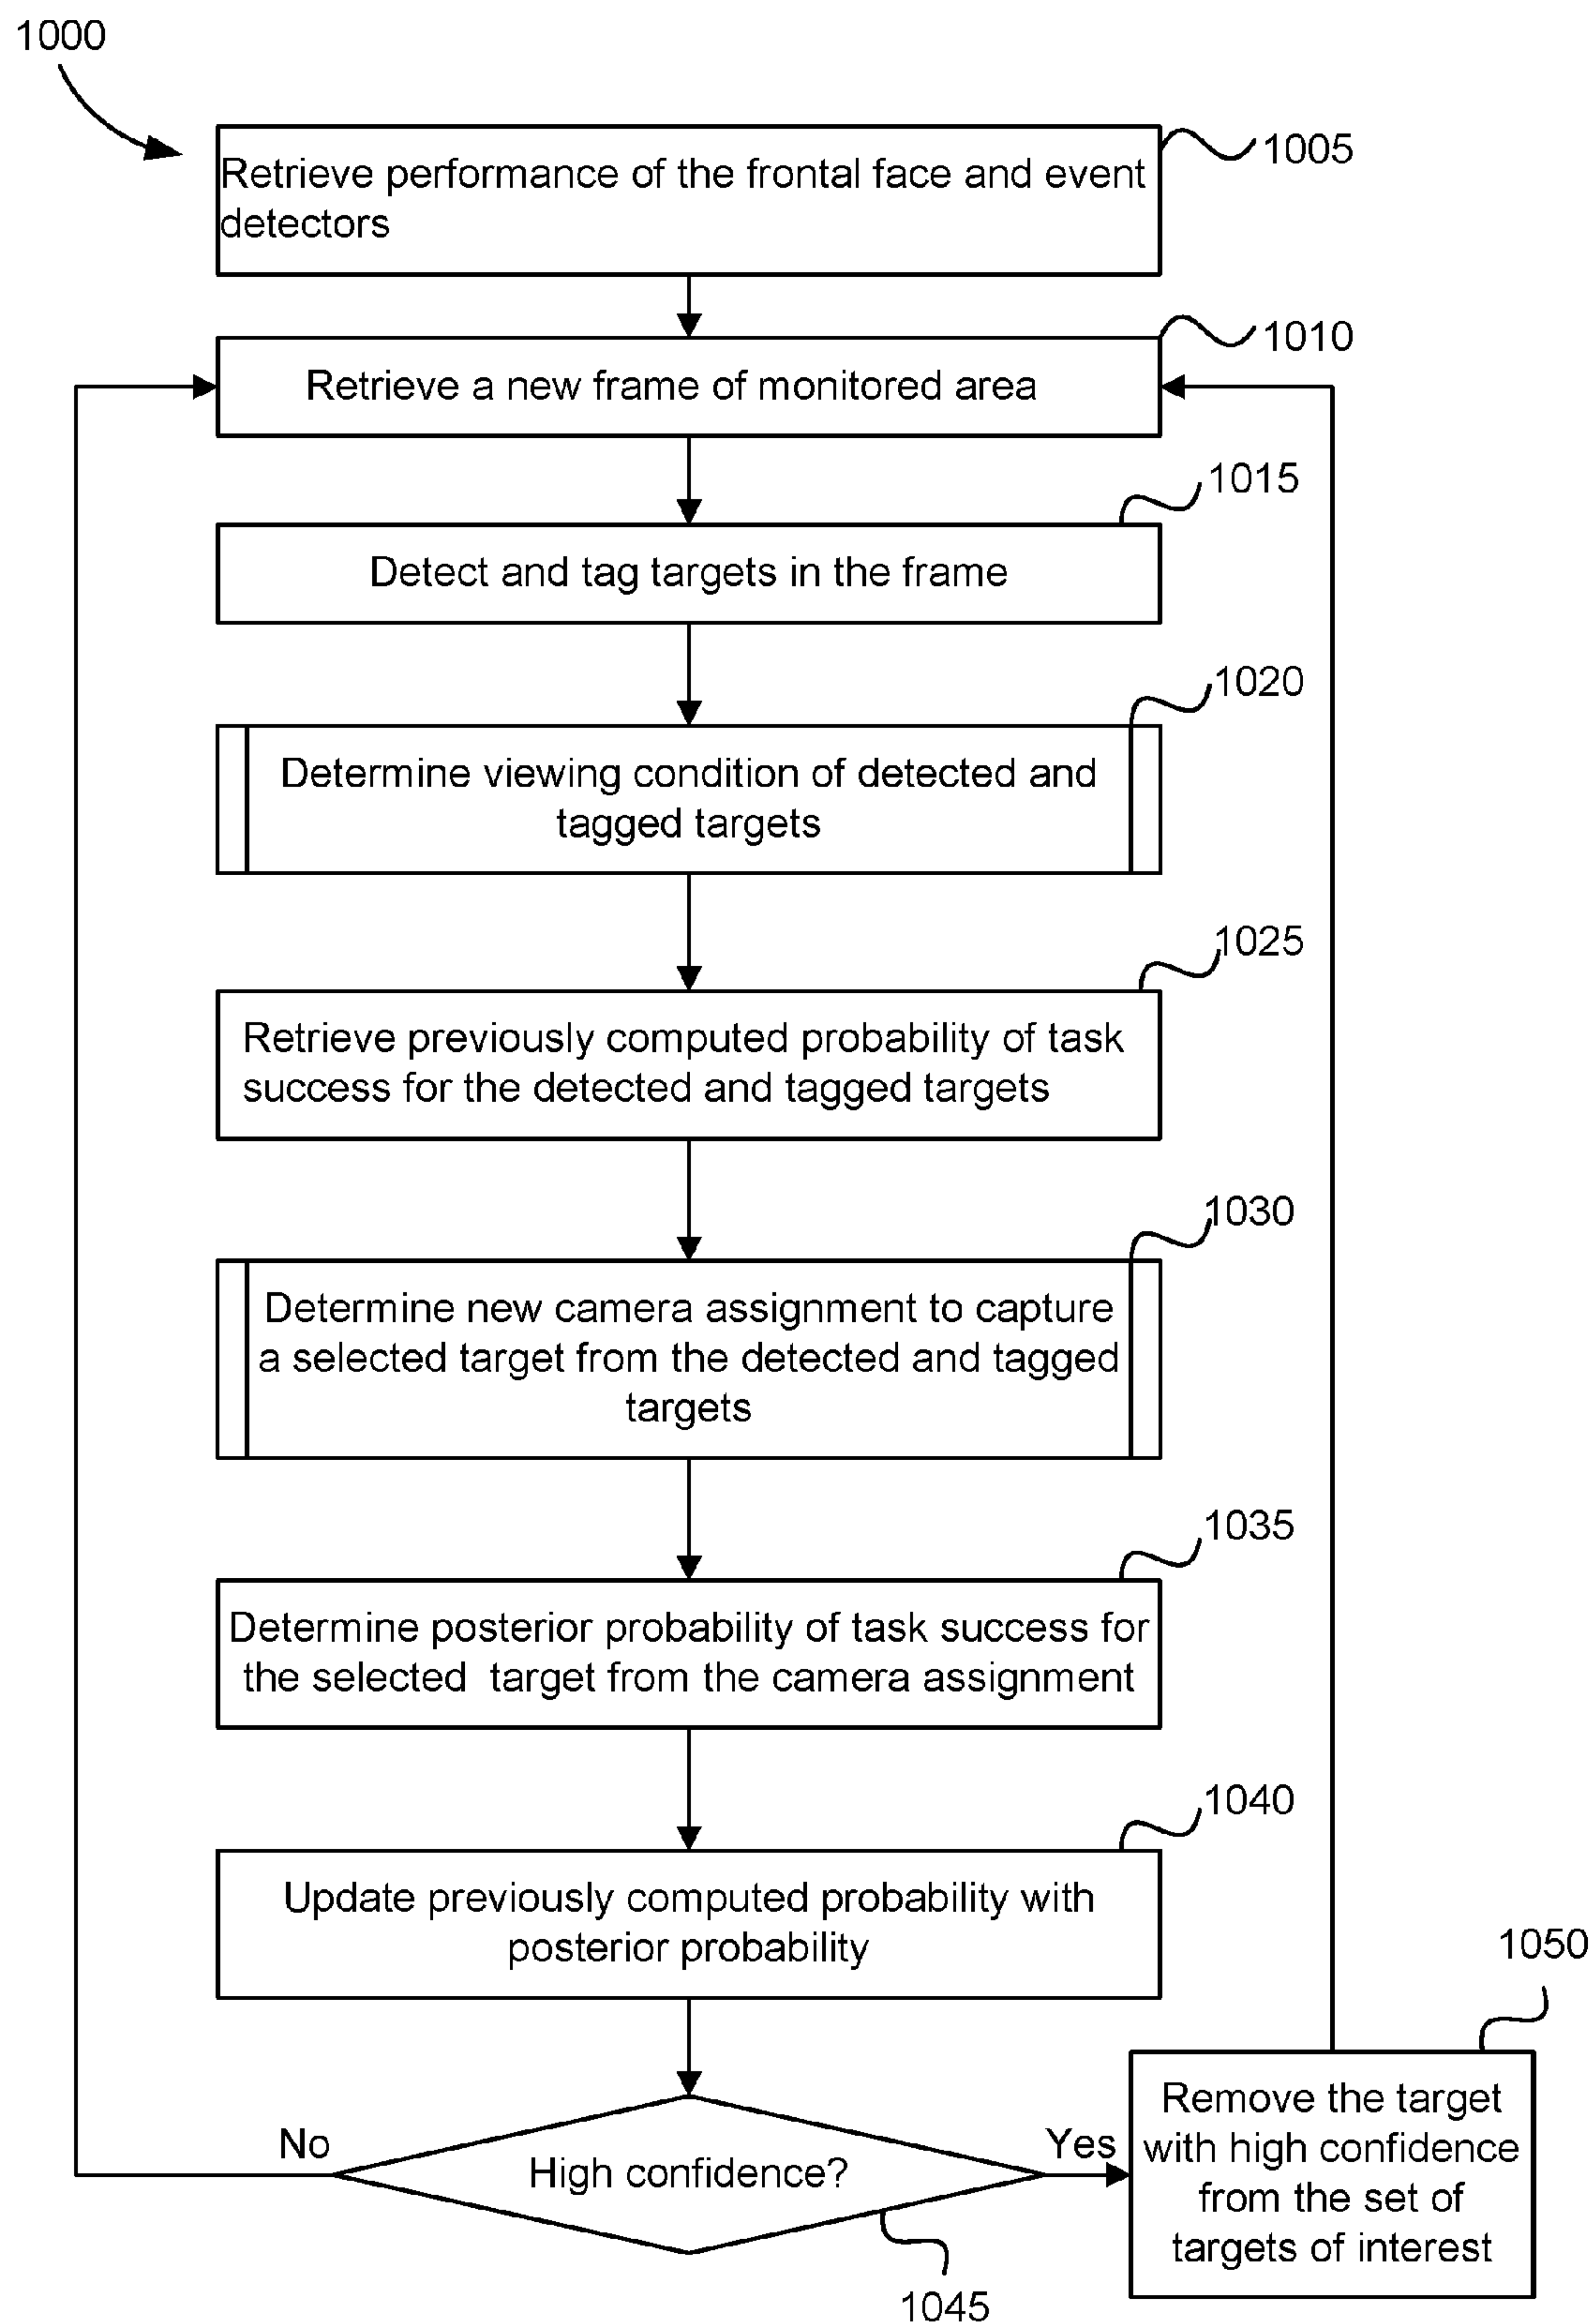 1000
Retrieve performance of the frontal face and event
detectors
1005
Retrieve a new frame of monitored area
1010
1015
Detect and tag targets in the frame
1020
Determine viewing condition of detected and
tagged targets
1025
Retrieve previously computed probability of task
success for the detected and tagged targets
1030
Determine new camera assignment to capture
a selected target from the detected and tagged
targets
1035
Determine posterior probability of task success for
the selected target from the camera assignment
1040
Update previously computed probability with
posterior probability
1050
No
High confidence?
Yes
Remove the target
with high confidence
from the set of
targets of interest
1045